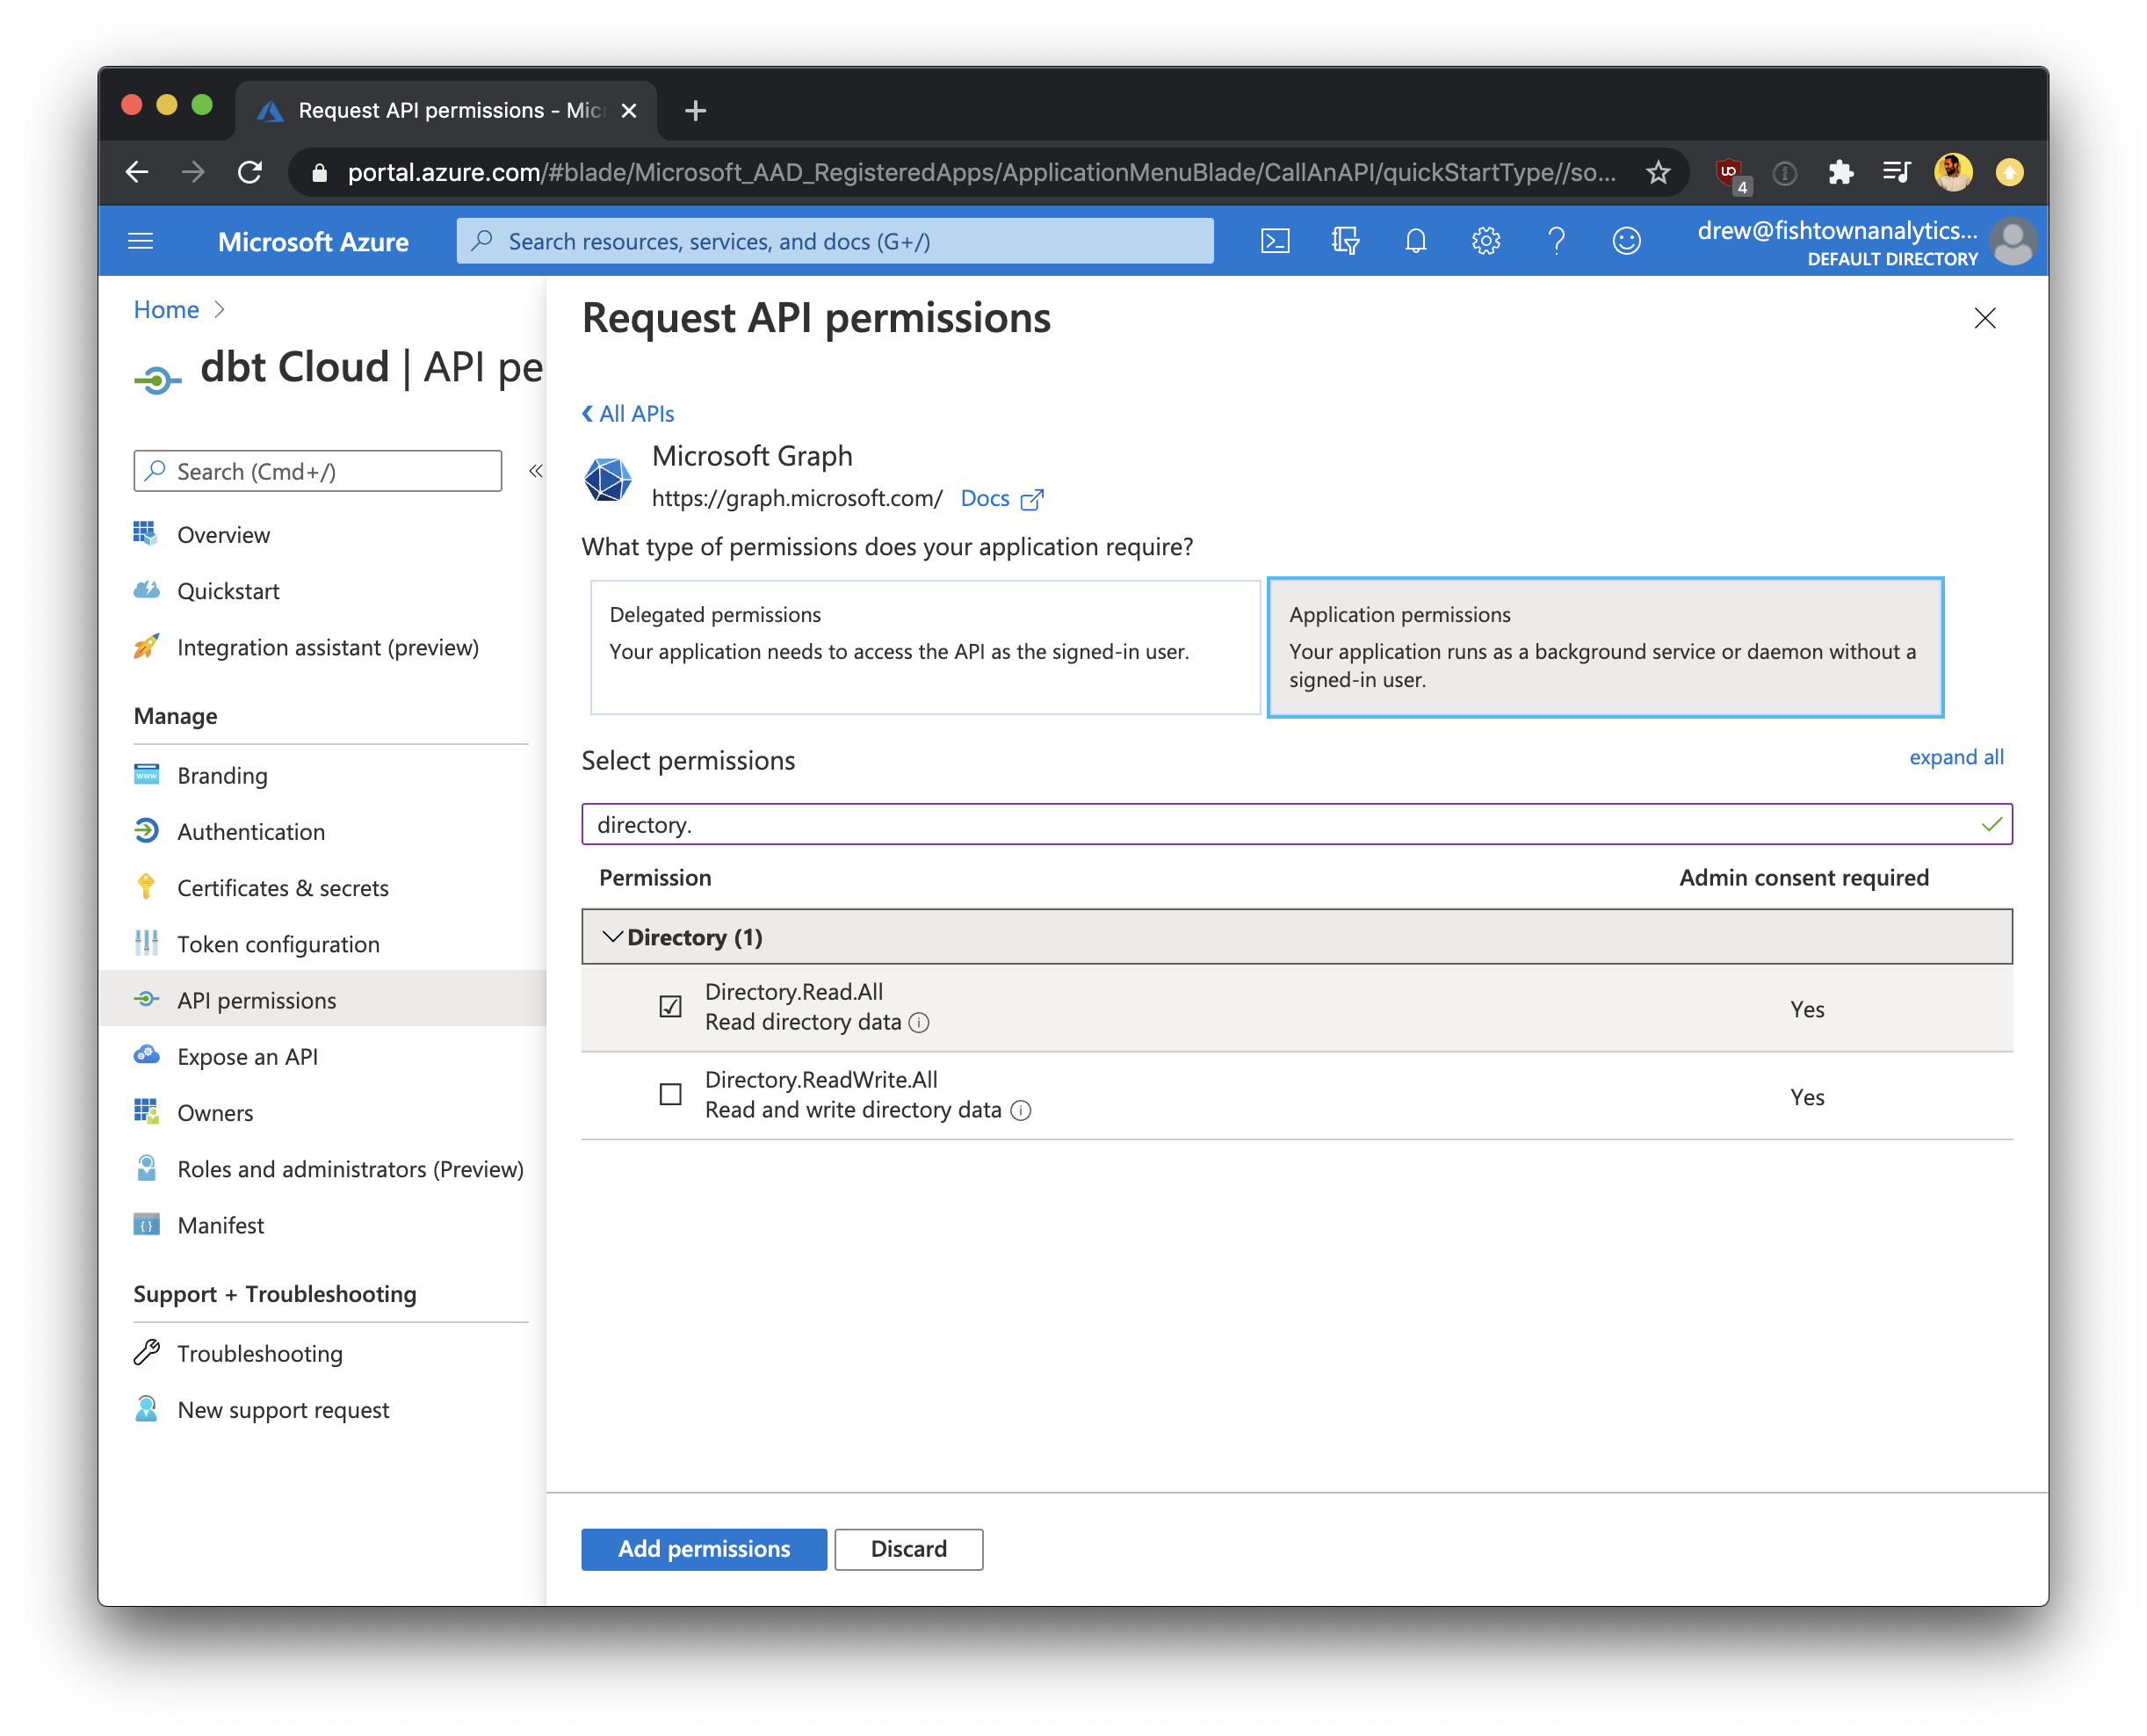 Request API permissions - Mic
portal.azure.com/#blade/Microsoft_AAD_RegisteredApps/ApplicationMenuBlade/CallAnAPI/quickStartType//so...
4
Microsoft Azure
Search resources, services, and docs (G+/)
drew@fishtownanalytics...
DEFAULT DIRECTORY
Home
dbt Cloud | API pe
Search (Cmd+/)
Overview
Quickstart
Integration assistant (preview)
Manage
Branding
Authentication
Certificates & secrets
Token configuration
API permissions
Expose an API
Owners
Roles and administrators (Preview)
Manifest
Support + Troubleshooting
Troubleshooting
New support request
Request API permissions
All APIs
Microsoft Graph
https://graph.microsoft.com/ Docs
What type of permissions does your application require?
Delegated permissions
Your application needs to access the API as the signed-in user.
Application permissions
Your application runs as a background service or daemon without a
signed-in user.
Select permissions
expand all
directory.
Permission Admin consent required
Directory (1)
Directory.Read.All
Read directory data
Yes
Directory.ReadWrite.All
Read and write directory data
Yes
Add permissions Discard